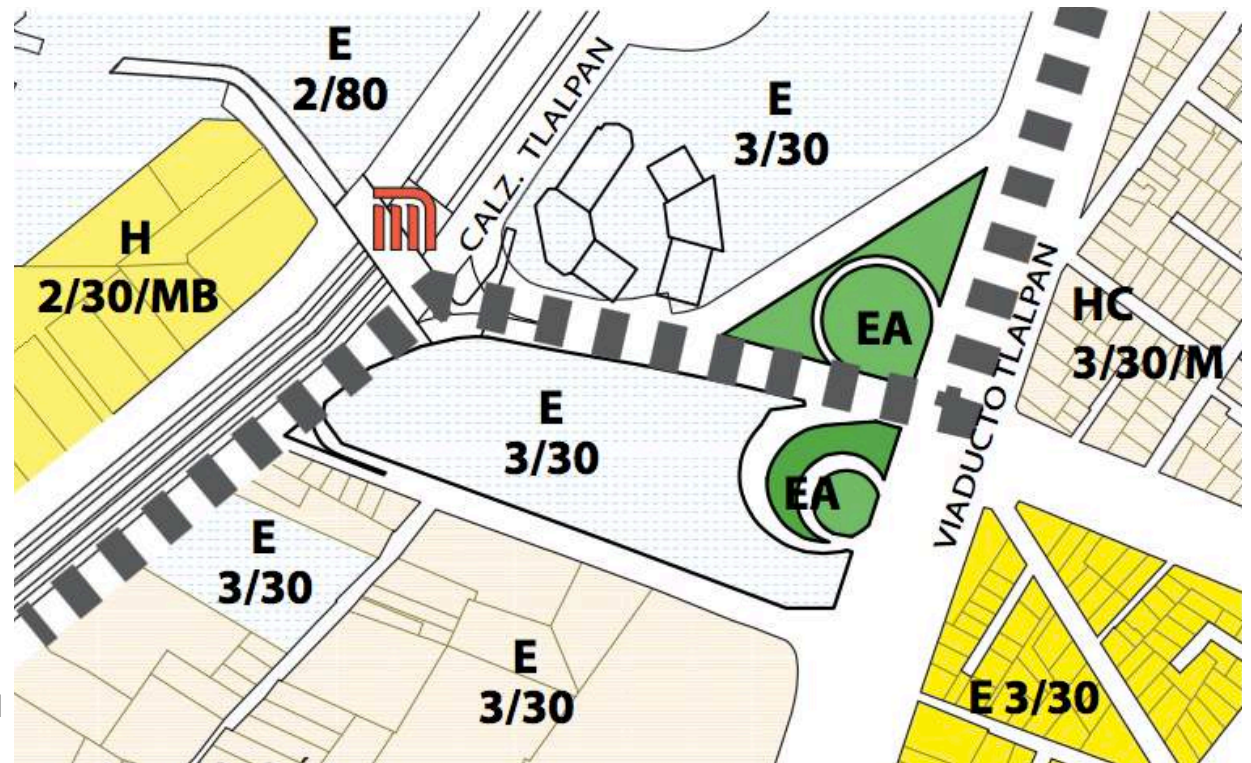 E
2/80
CALZ. TLALPAN
E
3/30
H
2/30/MB
EA
VIADUCTO TLALPAN
HC
3/30/M
E
3/30
EA
E
3/30
E
3/30
E 3/30